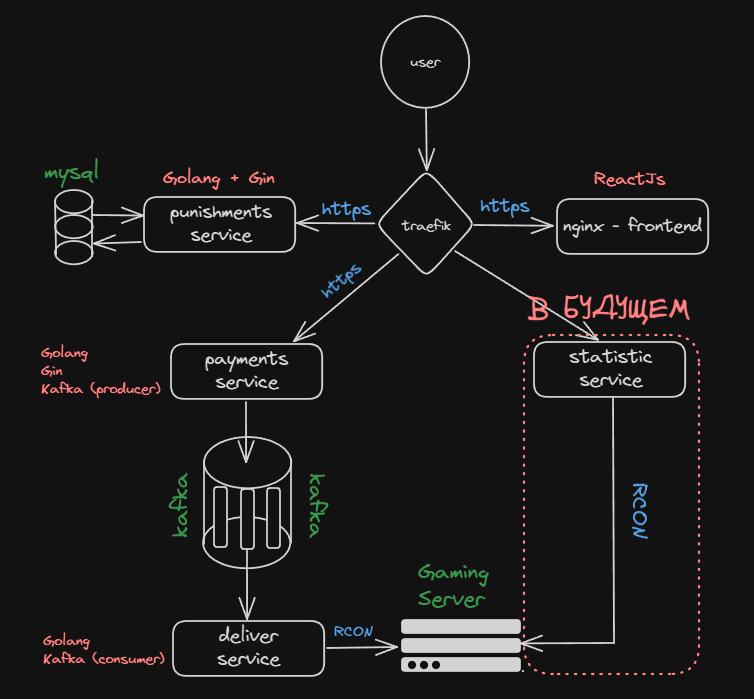 user
mysql
Golang + Gin
punishments
service
https
traefik
https
ReactJs
nginx - frontend
https
В БУДУЩЕМ
Golang
Gin
Kafka (producer)
payments
service
statistic
service
kafka
kafka
RCON
Gaming
Server
Golang
Kafka (consumer)
deliver
service
RCON